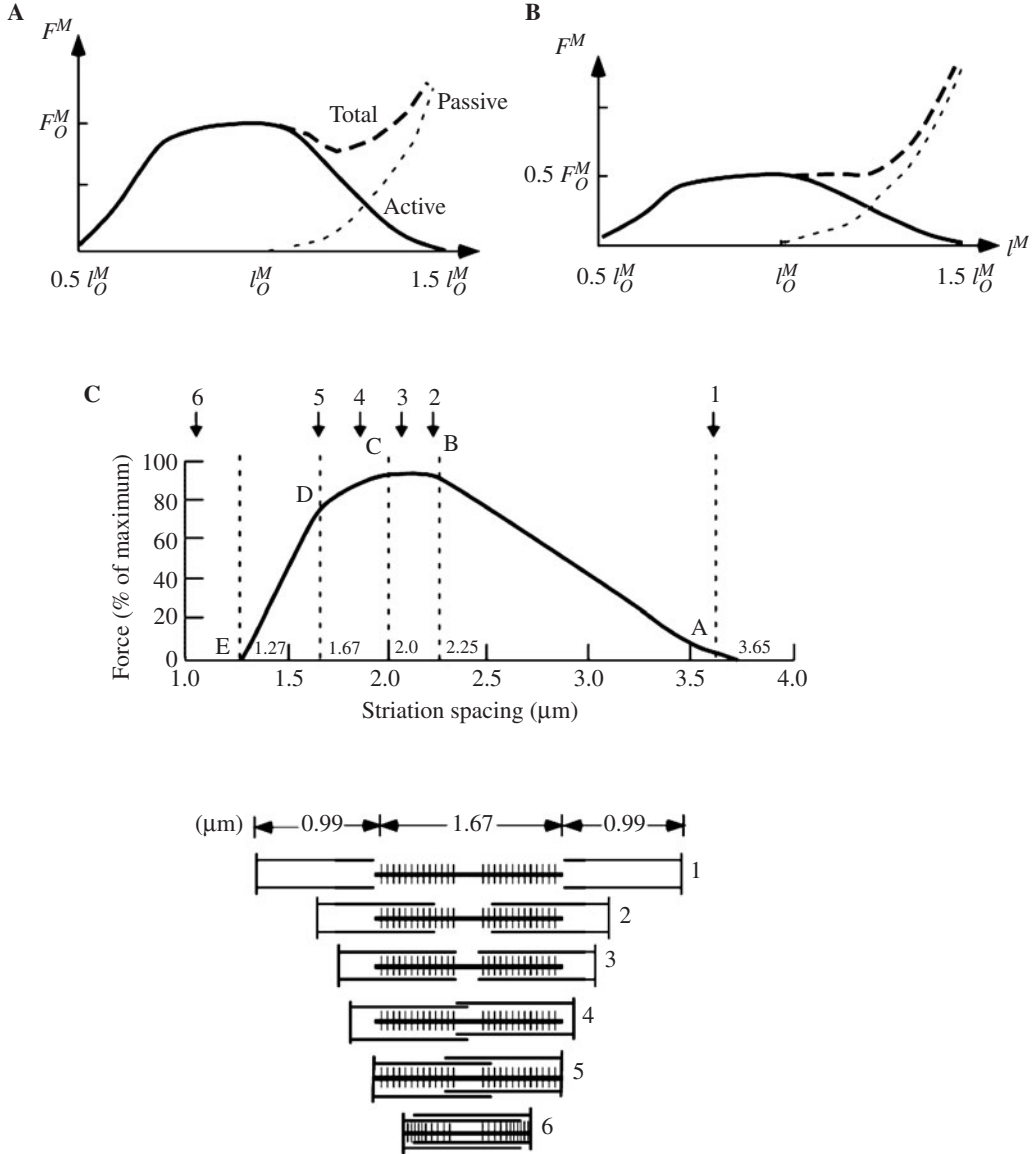 A
F^M
F_O^M
Total
Passive
Active
0.5 l_O^M
l_O^M
1.5 l_O^M
B
F^M
0.5 F_O^M
l^M
0.5 l_O^M
l_O^M
1.5 l_O^M
C
6 5 4 3 2 1
C B
D
A
E
100
80
60
40
20
0
Force (% of maximum)
1.27 1.67 2.0 2.25 3.65
1.0 1.5 2.0 2.5 3.0 3.5 4.0
Striation spacing (μm)
(μm) 0.99 1.67 0.99
1
2
3
4
5
6